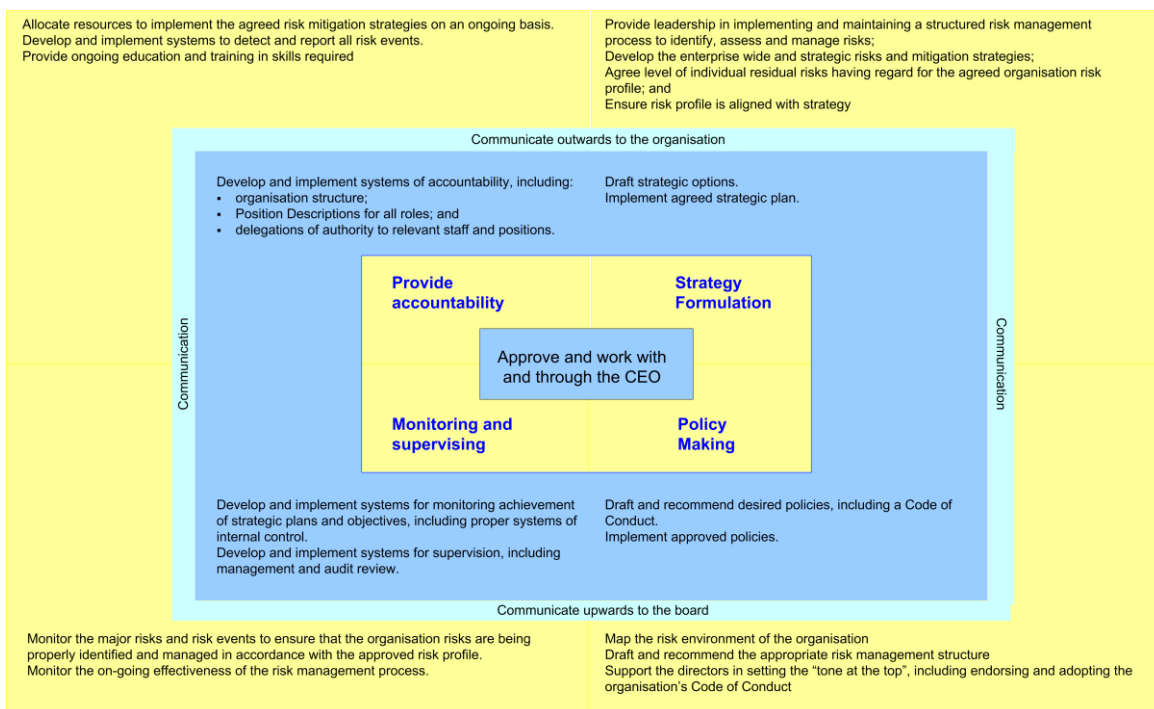 Allocate resources to implement the agreed risk mitigation strategies on an ongoing basis.
Develop and implement systems to detect and report all risk events.
Provide ongoing education and training in skills required
Provide leadership in implementing and maintaining a structured risk management
process to identify, assess and manage risks;
Develop the enterprise wide and strategic risks and mitigation strategies;
Agree level of individual residual risks having regard for the agreed organisation risk
profile; and
Ensure risk profile is aligned with strategy
Communicate outwards to the organisation
Develop and implement systems of accountability, including:
▪ organisation structure;
▪ Position Descriptions for all roles; and
▪ delegations of authority to relevant staff and positions.
Draft strategic options.
Implement agreed strategic plan.
Communication
Provide
accountability
Strategy
Formulation
Approve and work with
and through the CEO
Monitoring and
supervising
Policy
Making
Communication
Develop and implement systems for monitoring achievement
of strategic plans and objectives, including proper systems of
internal control.
Develop and implement systems for supervision, including
management and audit review.
Draft and recommend desired policies, including a Code of
Conduct.
Implement approved policies.
Communicate upwards to the board
Monitor the major risks and risk events to ensure that the organisation risks are being
properly identified and managed in accordance with the approved risk profile.
Monitor the on-going effectiveness of the risk management process.
Map the risk environment of the organisation
Draft and recommend the appropriate risk management structure
Support the directors in setting the “tone at the top”, including endorsing and adopting the
organisation’s Code of Conduct